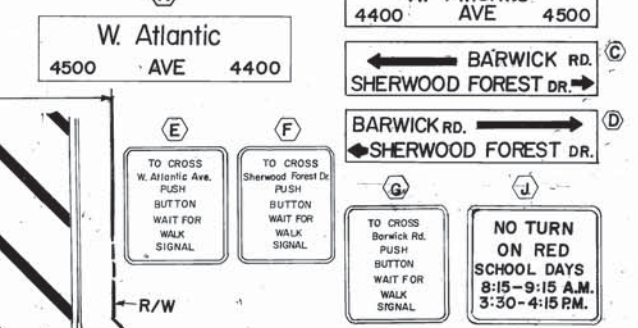 W. Atlantic
4500 AVE 4400
4400 AVE 4500
C
BARWICK RD.
SHERWOOD FOREST DR.
D
BARWICK RD.
SHERWOOD FOREST DR.
E
TO CROSS
W. Atlantic Ave.
PUSH
BUTTON
WAIT FOR
WALK
SIGNAL
F
TO CROSS
Sherwood Forest Dr.
PUSH
BUTTON
WAIT FOR
WALK
SIGNAL
G
TO CROSS
Barwick Rd.
PUSH
BUTTON
WAIT FOR
WALK
SIGNAL
J
NO TURN
ON RED
SCHOOL DAYS
8:15-9:15 A.M.
3:30-4:15 P.M.
R/W